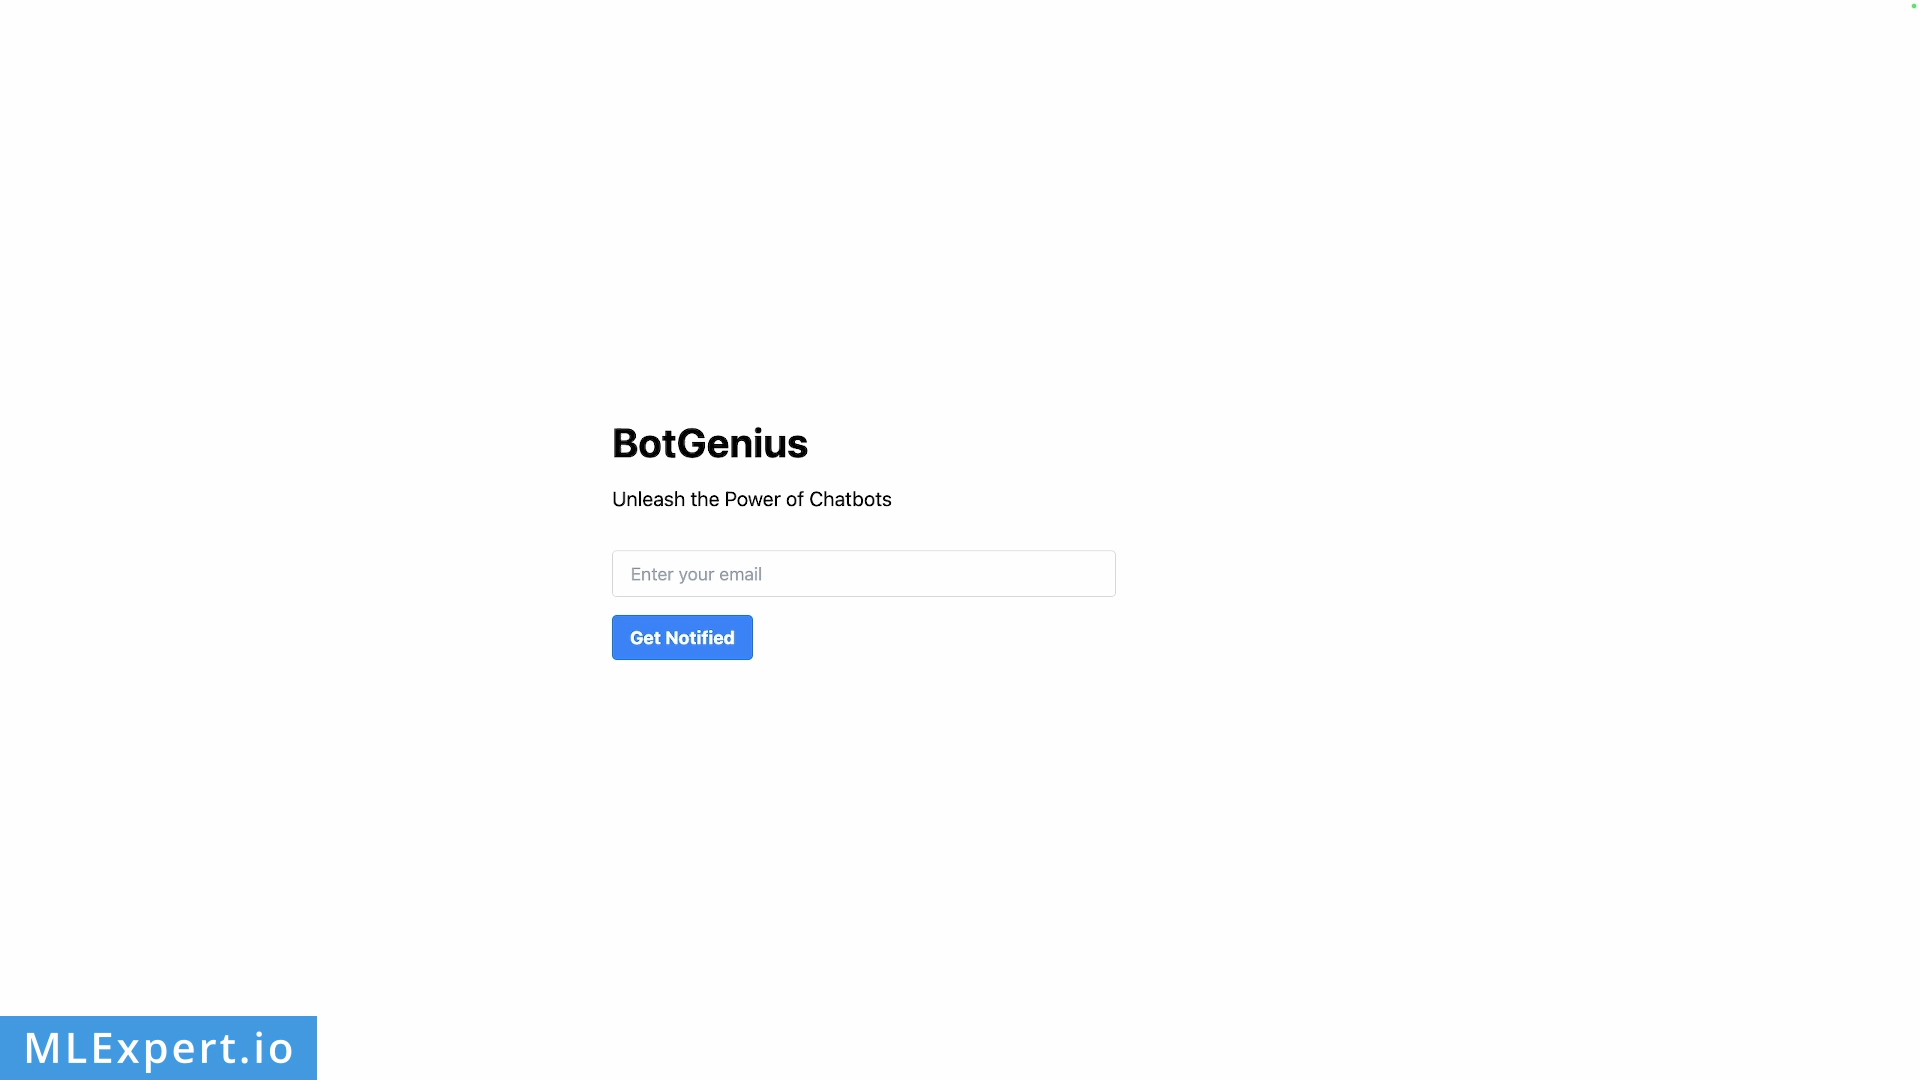 BotGenius
Unleash the Power of Chatbots
Enter your email
Get Notified
MLExpert.io